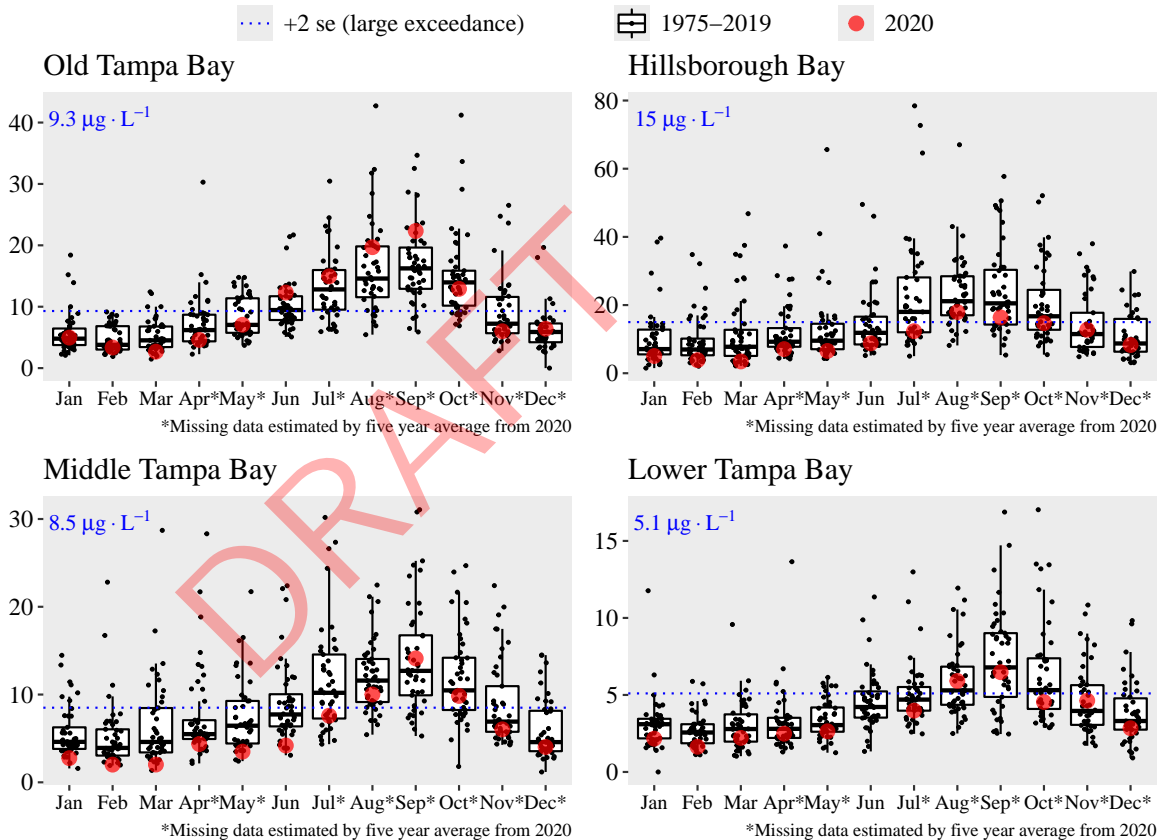 +2 se (large exceedance) 1975−2019 2020
Old Tampa Bay
9.3 μg · L−1
40
30
20
10
0
Jan Feb Mar Apr* May* Jun Jul* Aug* Sep* Oct* Nov* Dec*
*Missing data estimated by five year average from 2020
Hillsborough Bay
15 μg · L−1
80
60
40
20
0
Jan Feb Mar Apr* May* Jun Jul* Aug* Sep* Oct* Nov* Dec*
*Missing data estimated by five year average from 2020
Middle Tampa Bay
8.5 μg · L−1
30
20
10
0
Jan Feb Mar Apr* May* Jun Jul* Aug* Sep* Oct* Nov* Dec*
*Missing data estimated by five year average from 2020
Lower Tampa Bay
5.1 μg · L−1
15
10
5
0
Jan Feb Mar Apr* May* Jun Jul* Aug* Sep* Oct* Nov* Dec*
*Missing data estimated by five year average from 2020
DRAFT